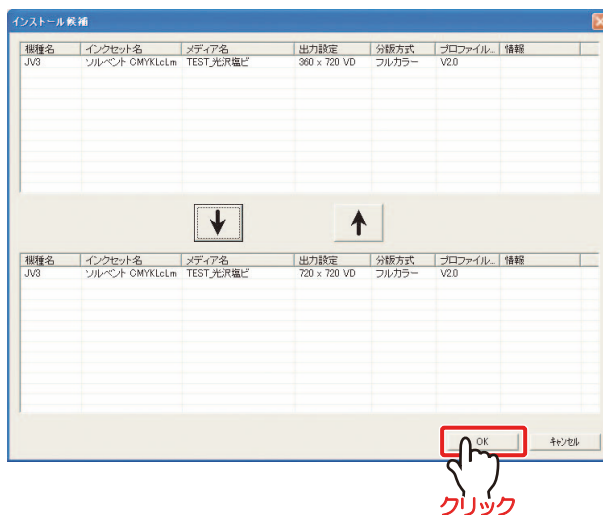 インストール候補
機種名 インクセット名 メディア名 出力設定 分版方式 プロファイル... 情報
JV3 ソルベント CMYKLcLm TEST_光沢塩ビ 360 x 720 VD フルカラー V2.0
機種名 インクセット名 メディア名 出力設定 分版方式 プロファイル... 情報
JV3 ソルベント CMYKLcLm TEST_光沢塩ビ 720 x 720 VD フルカラー V2.0
OK キャンセル
クリック